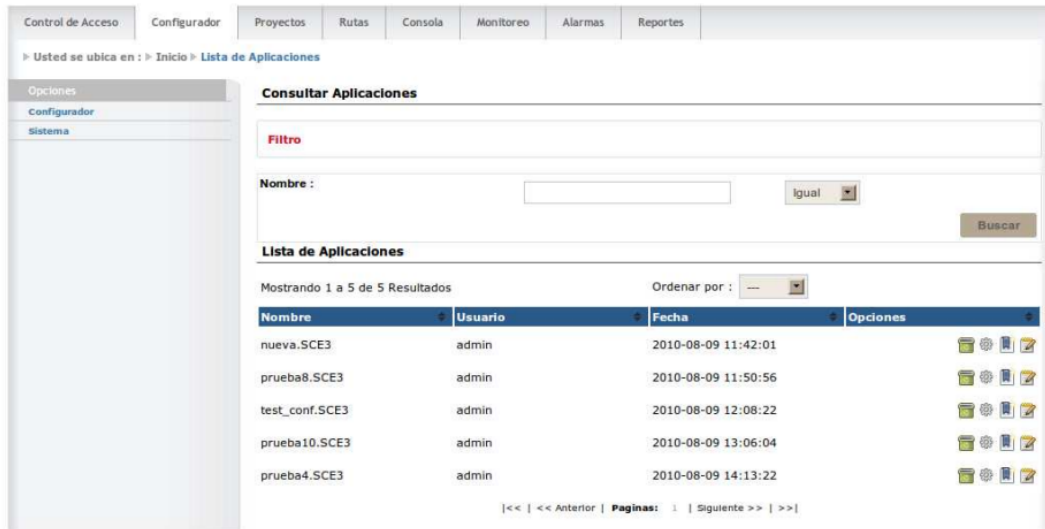 Control de Acceso Configurador Proyectos Rutas Consola Monitoreo Alarmas Reportes
Usted se ubica en : Inicio Lista de Aplicaciones
Opciones
Configurador
Sistema
Consultar Aplicaciones
Filtro
Nombre : Igual
Buscar
Lista de Aplicaciones
Mostrando 1 a 5 de 5 Resultados Ordenar por : ---
Nombre Usuario Fecha Opciones
nueva.SCE3 admin 2010-08-09 11:42:01
prueba8.SCE3 admin 2010-08-09 11:50:56
test_conf.SCE3 admin 2010-08-09 12:08:22
prueba10.SCE3 admin 2010-08-09 13:06:04
prueba4.SCE3 admin 2010-08-09 14:13:22
|<< | << Anterior | Paginas: 1 | Siguiente >> | >>|